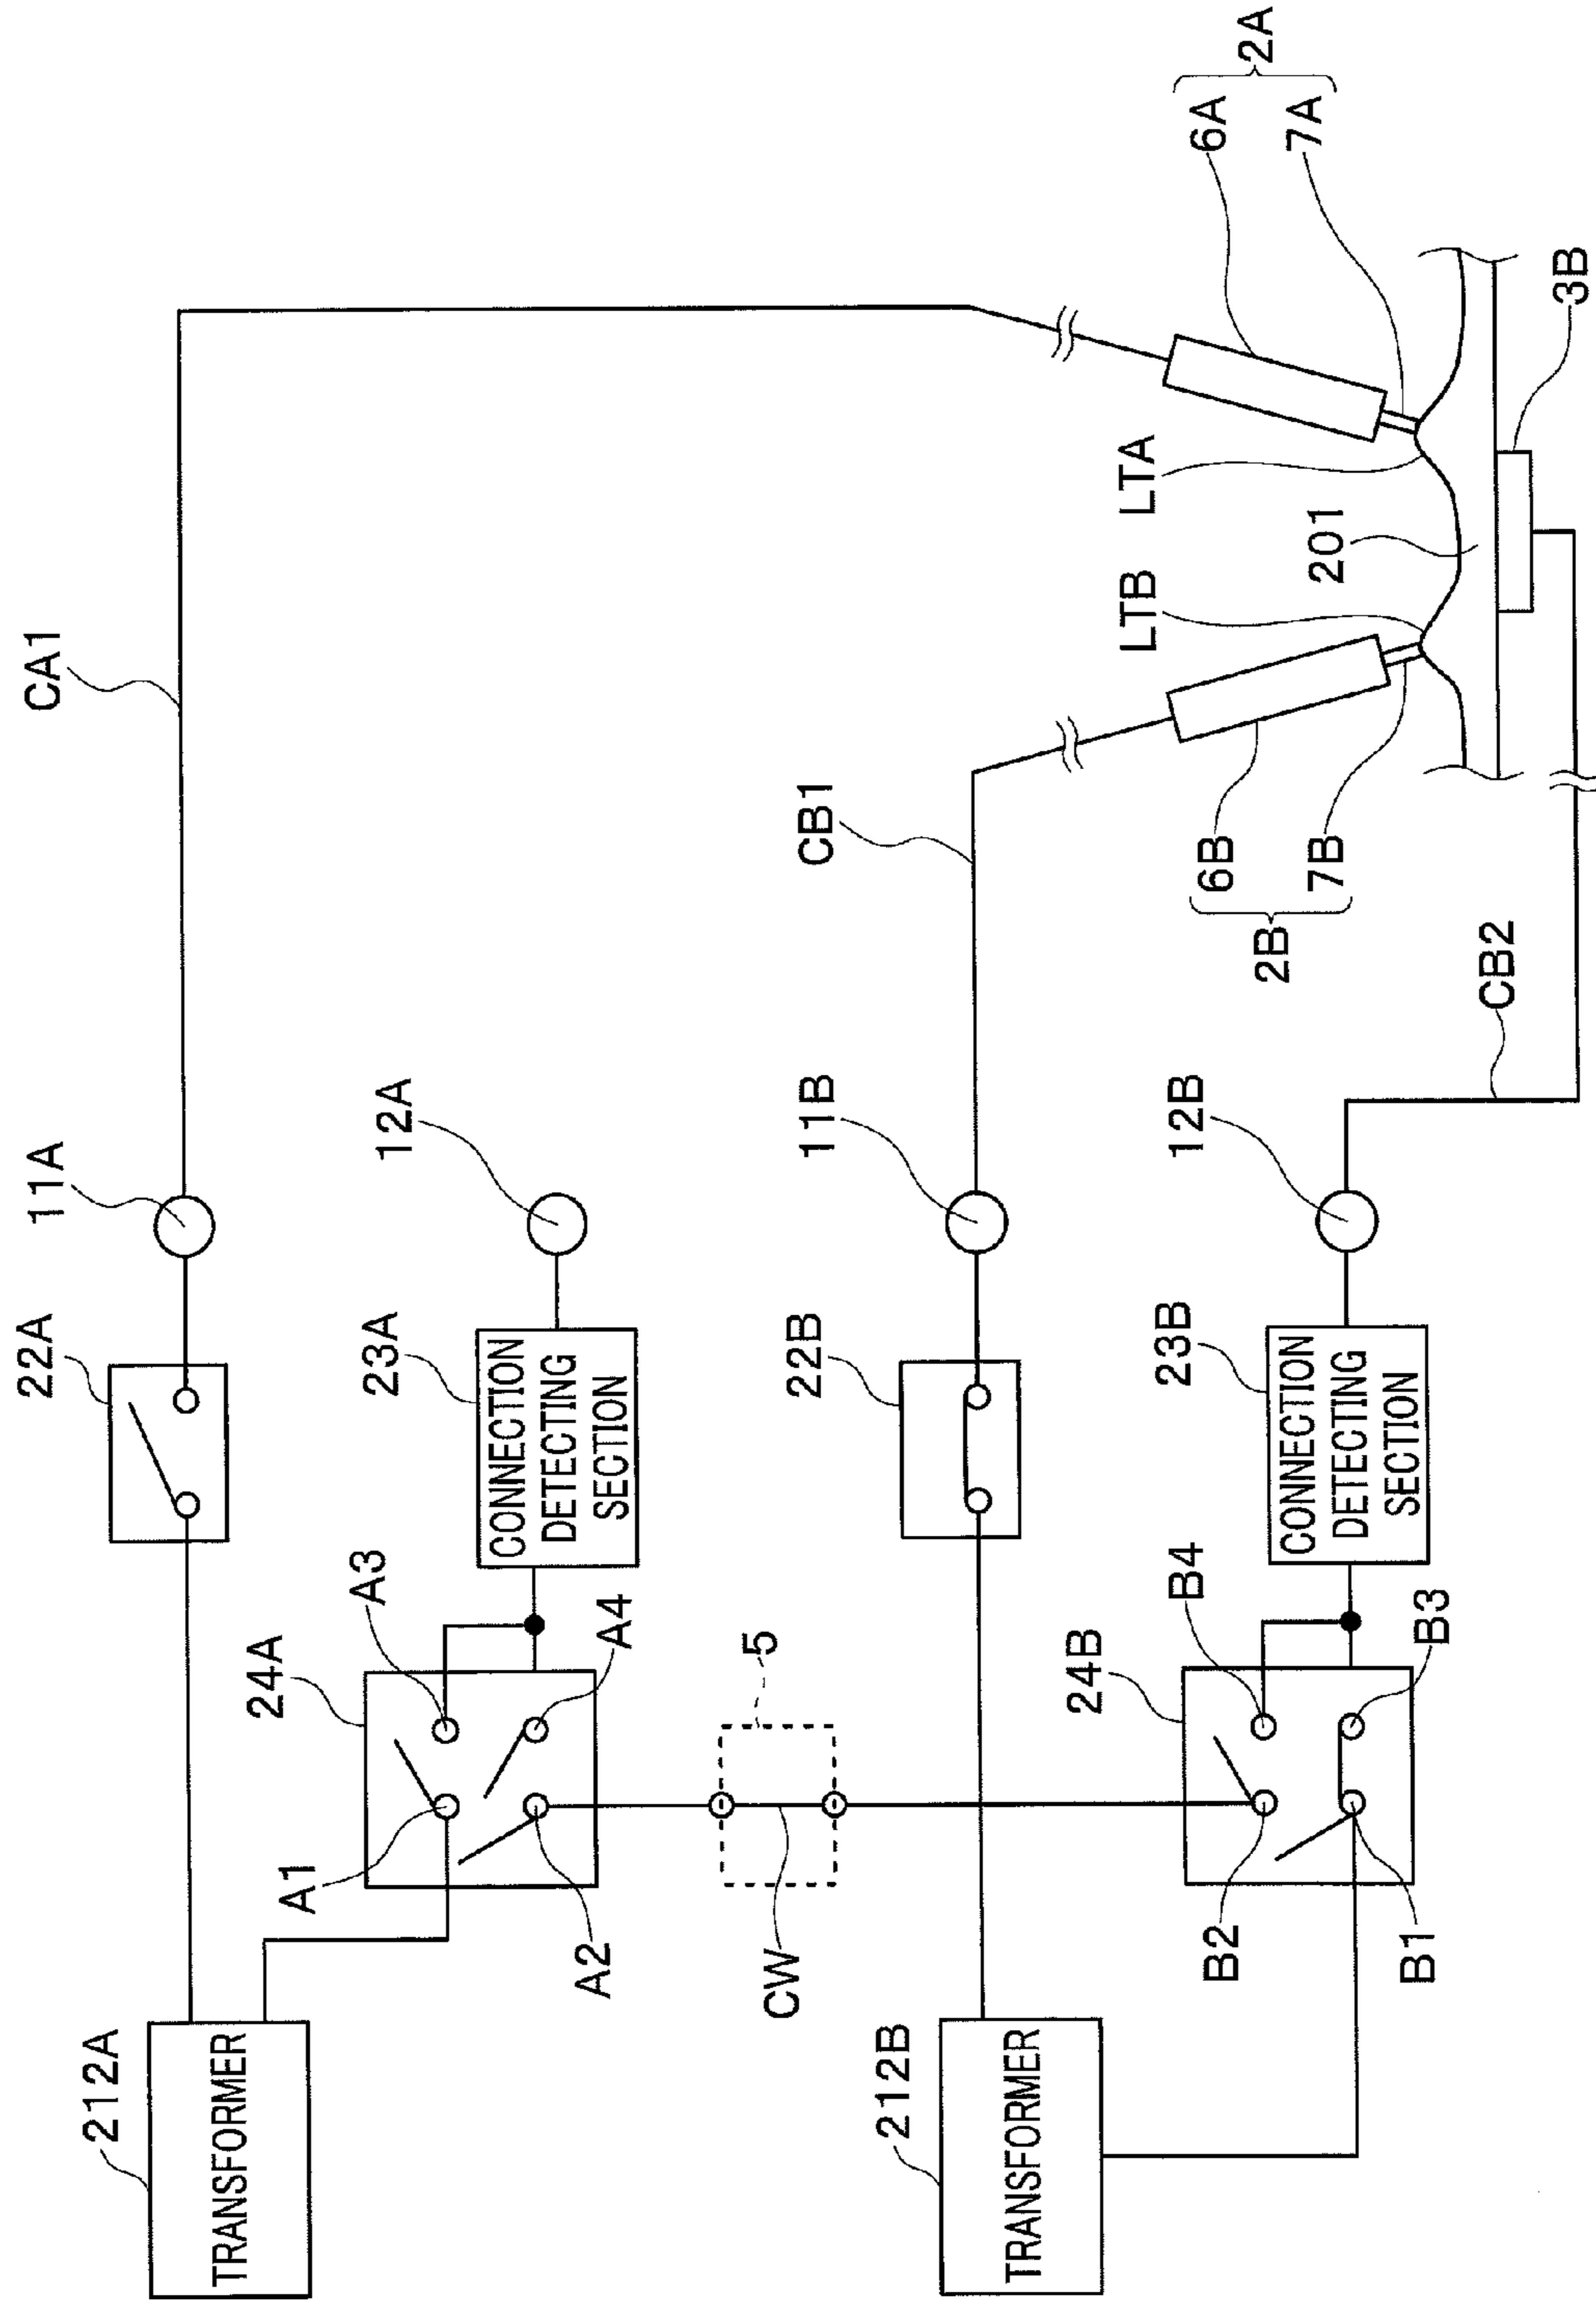 212A
TRANSFORMER
22A
11A
CA1
24A
A1
A2
A3
A4
23A
CONNECTION
DETECTING
SECTION
12A
5
CW
212B
TRANSFORMER
22B
11B
CB1
24B
B2
B1
B4
B3
23B
CONNECTION
DETECTING
SECTION
12B
CB2
6B
7B
2B
LTB
LTA
201
6A
7A
2A
3B